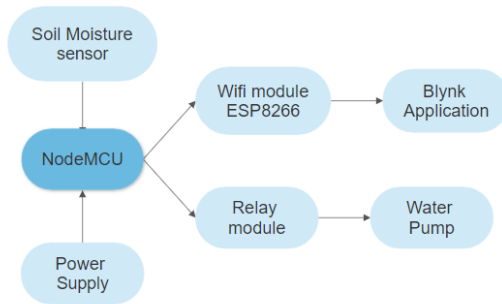 Soil Moisture
sensor
Wifi module
ESP8266
Blynk
Application
NodeMCU
Relay
module
Water
Pump
Power
Supply